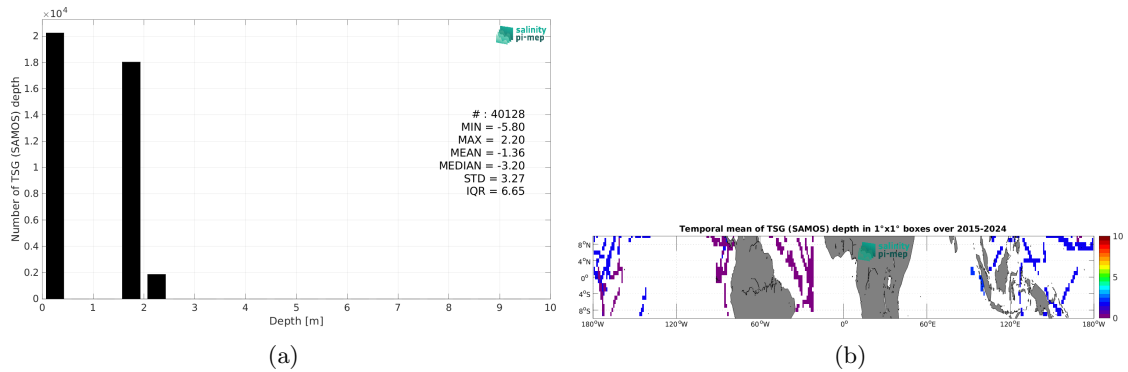 ×10⁴
salinity
pi-mep
2
1.8
1.6
1.4
1.2
1
0.8
0.6
0.4
0.2
0
Number of TSG (SAMOS) depth
# : 40128
MIN = -5.80
MAX = 2.20
MEAN = -1.36
MEDIAN = -3.20
STD = 3.27
IQR = 6.65
0 1 2 3 4 5 6 7 8 9 10
Depth [m]
(a)
Temporal mean of TSG (SAMOS) depth in 1°x1° boxes over 2015-2024
salinity
pi-mep
8°N
4°N
0°
4°S
8°S
180°W 120°W 60°W 0° 60°E 120°E 180°W
10
5
0
(b)